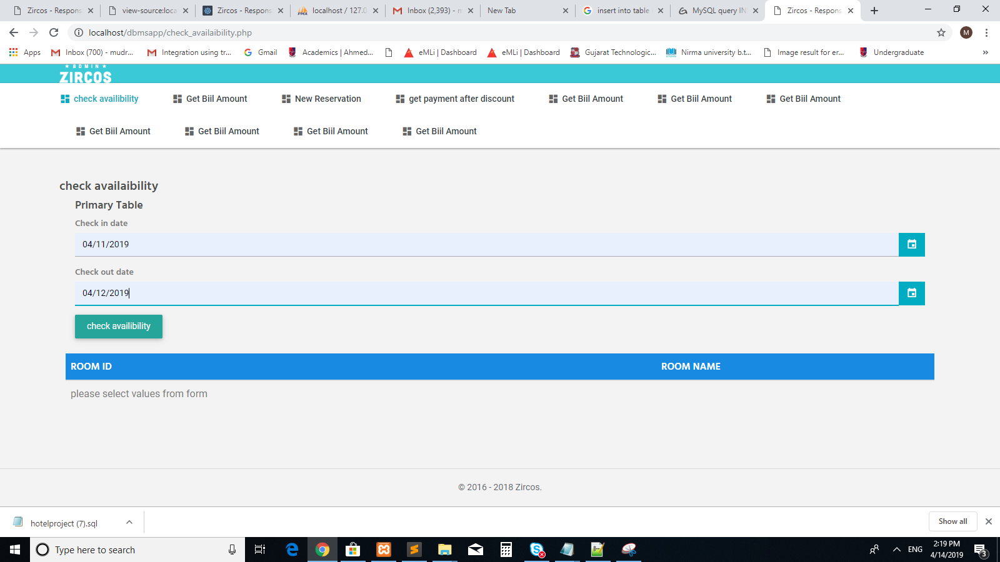 Zircos - Respons
view-source:loca
Zircos - Respons
localhost / 127.0
Inbox (2,393) - m
New Tab
insert into table
MySQL query IN
Zircos - Respons
localhost/dbmsapp/check_availaibility.php
M
Apps
Inbox (700) - mudr...
Integration using tr...
Gmail
Academics | Ahmed...
eMLi | Dashboard
eMLi | Dashboard
Gujarat Technologic...
Nirma university b.t...
Image result for er...
Undergraduate
»
ADMIN
ZIRCOS
check availibility
Get Biil Amount
New Reservation
get payment after discount
Get Biil Amount
Get Biil Amount
Get Biil Amount
Get Biil Amount
Get Biil Amount
Get Biil Amount
Get Biil Amount
check availaibility
Primary Table
Check in date
04/11/2019
Check out date
04/12/2019
check availibility
ROOM ID
ROOM NAME
please select values from form
© 2016 - 2018 Zircos.
hotelproject (7).sql
Show all
Type here to search
ENG
2:19 PM
4/14/2019
3